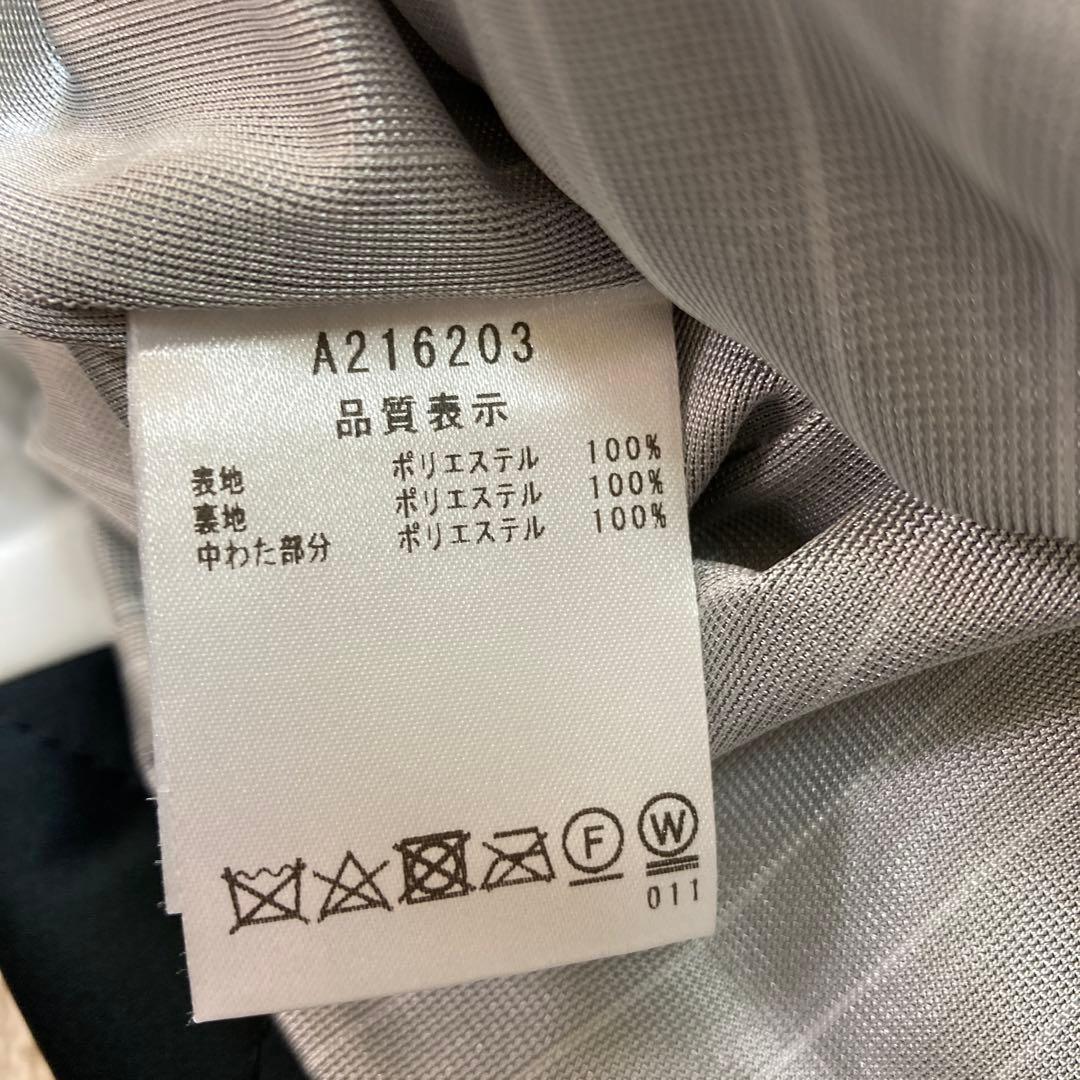 A216203
品質表示
表地 ポリエステル 100%
裏地 ポリエステル 100%
中わた部分 ポリエステル 100%
F W
011